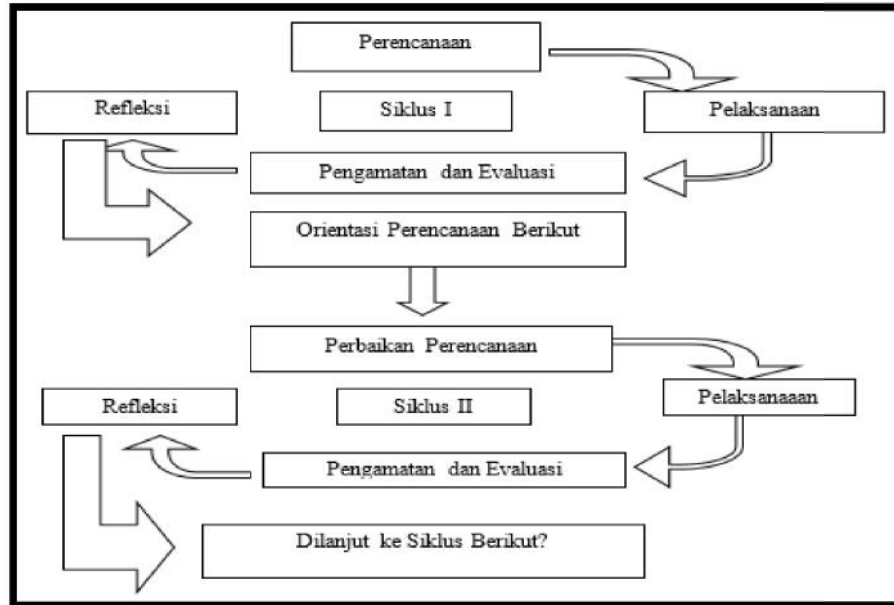 Perencanaan
Refleksi
Siklus I
Pelaksanaan
Pengamatan dan Evaluasi
Orientasi Perencanaan Berikut
Perbaikan Perencanaan
Refleksi
Siklus II
Pelaksanaaan
Pengamatan dan Evaluasi
Dilanjut ke Siklus Berikut?